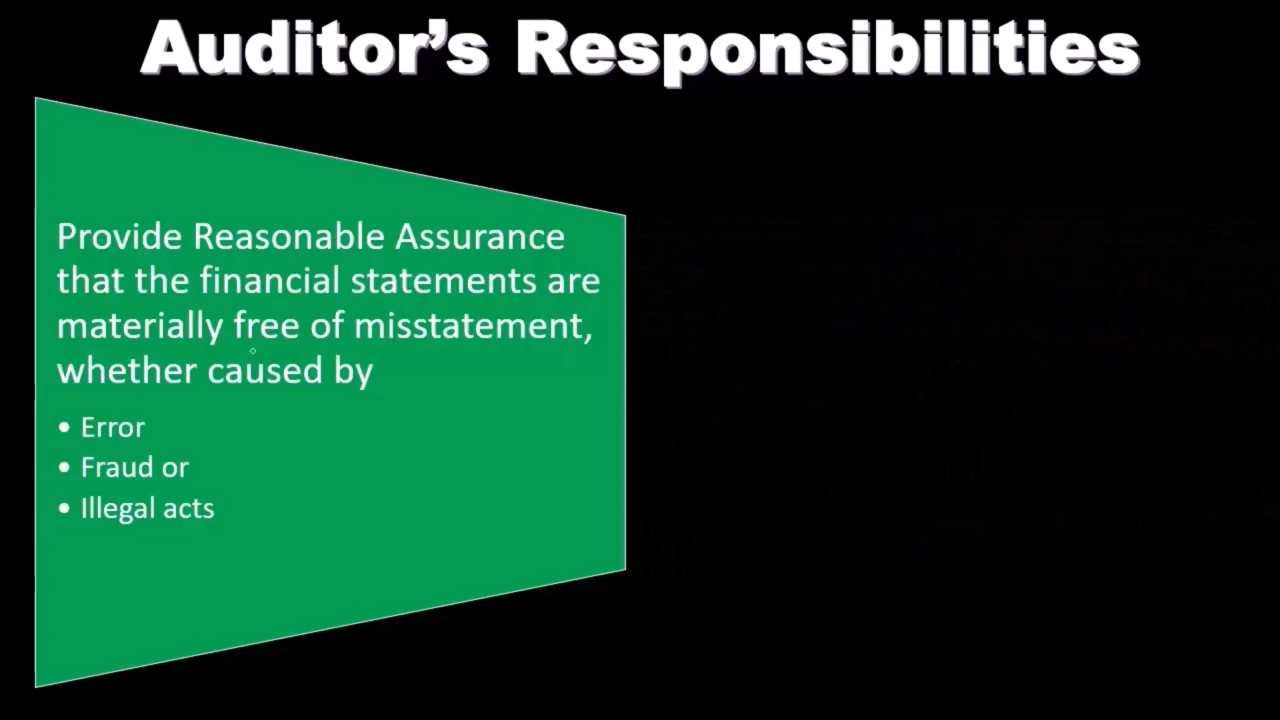 Auditor’s Responsibilities
Provide Reasonable Assurance
that the financial statements are
materially free of misstatement,
whether caused by
• Error
• Fraud or
• Illegal acts